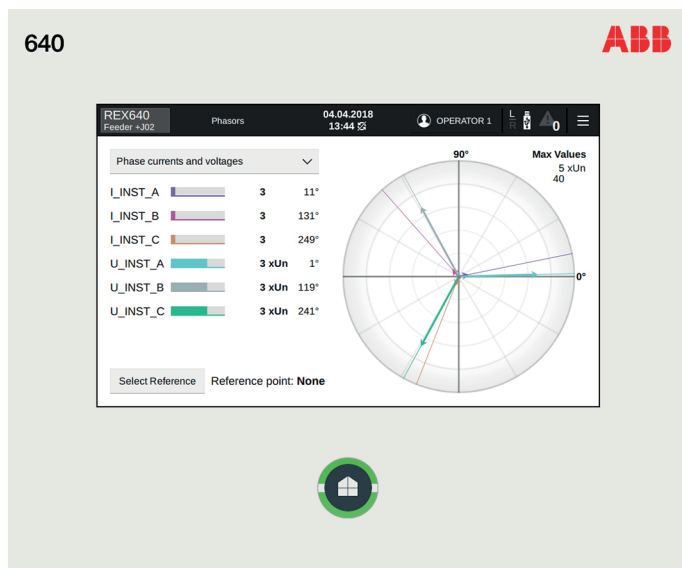 640
ABB
REX640
Feeder +J02
Phasors
04.04.2018
13:44
OPERATOR 1
L
R
0
Phase currents and voltages
I_INST_A 3 11°
I_INST_B 3 131°
I_INST_C 3 249°
U_INST_A 3 xUn 1°
U_INST_B 3 xUn 119°
U_INST_C 3 xUn 241°
90°
Max Values
5 xUn
40
0°
Select Reference Reference point: None